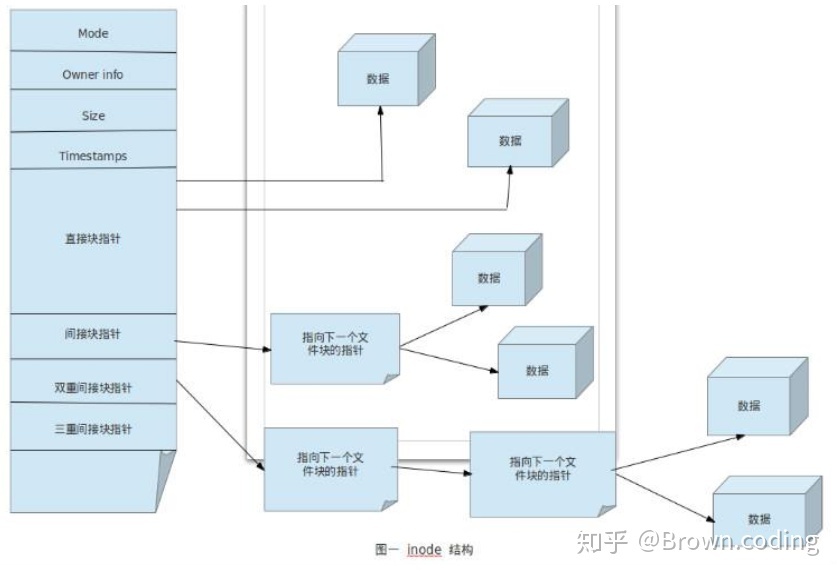 Mode
Owner info
Size
Timestamps
直接块指针
间接块指针
双重间接块指针
三重间接块指针
数据
数据
数据
指向下一个文
件块的指针
数据
数据
指向下一个文
件块的指针
指向下一个文
件块的指针
数据
图一 inode 结构
知乎 @Brown.coding